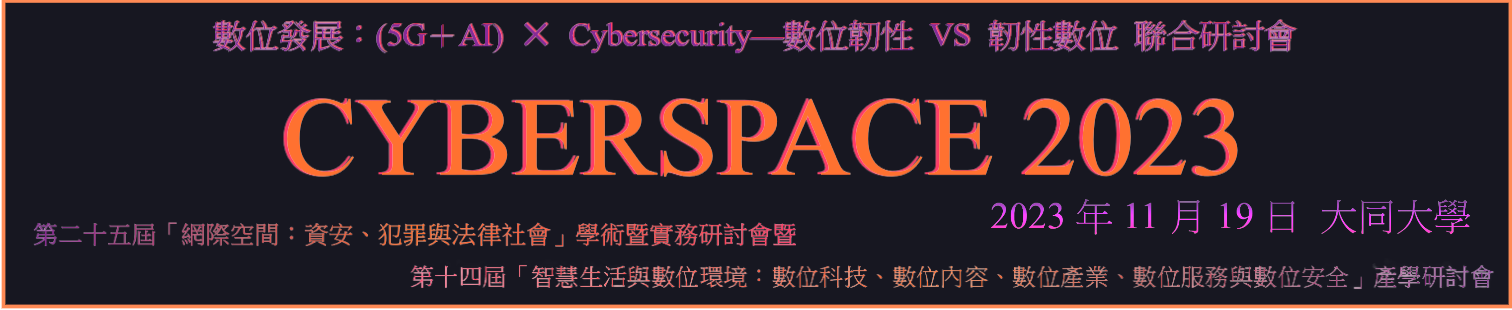 數位發展：(5G＋AI) × Cybersecurity—數位韌性 VS 韌性數位 聯合研討會
CYBERSPACE 2023
2023 年 11 月 19 日 大同大學
第二十五屆「網際空間：資安、犯罪與法律社會」學術暨實務研討會暨
第十四屆「智慧生活與數位環境：數位科技、數位內容、數位產業、數位服務與數位安全」產學研討會